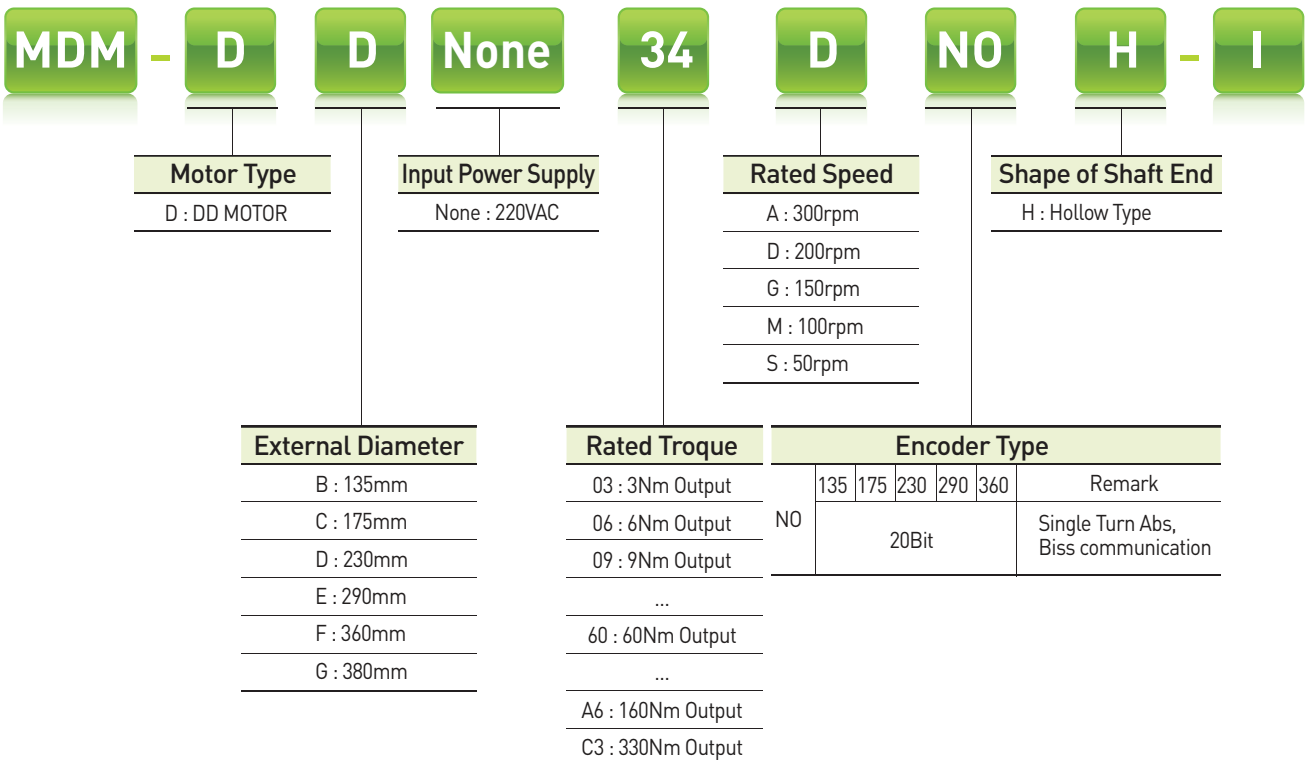 MDM - D D None 34 D NO H - I
Motor Type
D : DD MOTOR
Input Power Supply
None : 220VAC
Rated Speed
A : 300rpm
D : 200rpm
G : 150rpm
M : 100rpm
S : 50rpm
Shape of Shaft End
H : Hollow Type
External Diameter
B : 135mm
C : 175mm
D : 230mm
E : 290mm
F : 360mm
G : 380mm
Rated Troque
03 : 3Nm Output
06 : 6Nm Output
09 : 9Nm Output
...
60 : 60Nm Output
...
A6 : 160Nm Output
C3 : 330Nm Output
Encoder Type
135 175 230 290 360 Remark
NO
20Bit
Single Turn Abs,
Biss communication